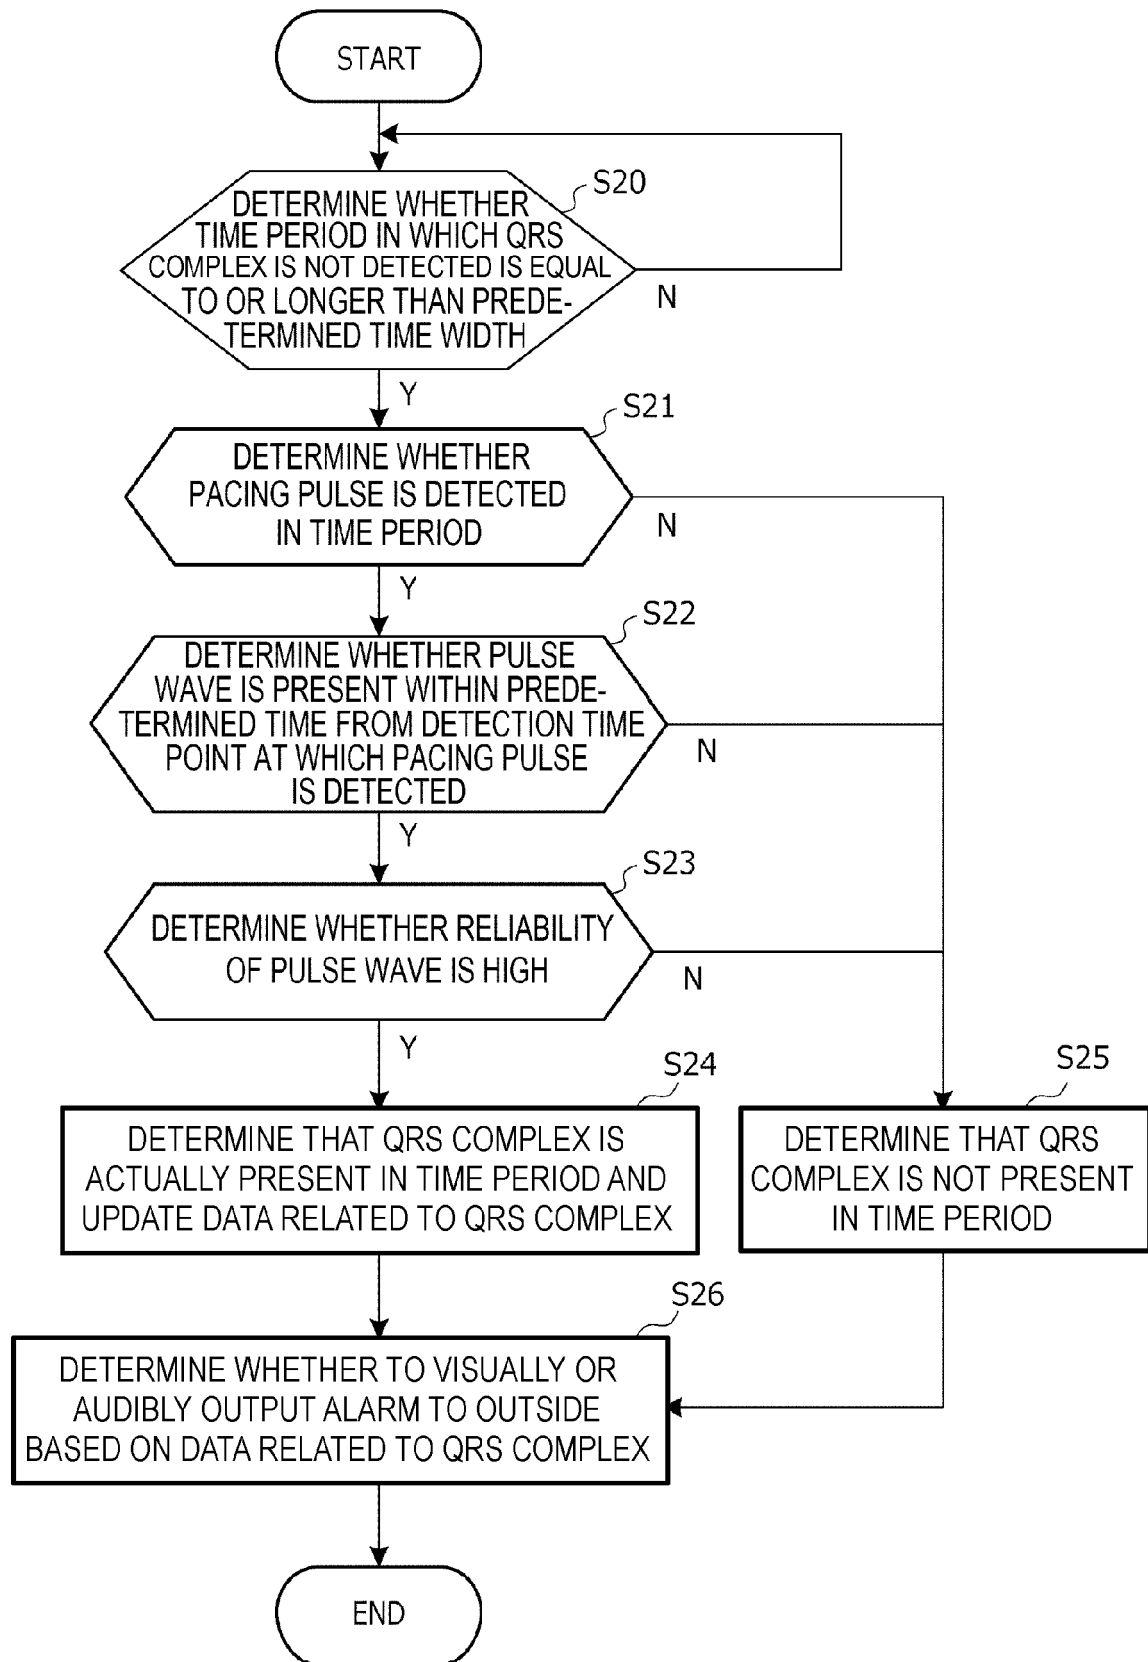 START
S20
DETERMINE WHETHER
TIME PERIOD IN WHICH QRS
COMPLEX IS NOT DETECTED IS EQUAL
TO OR LONGER THAN PREDE-
TERMINED TIME WIDTH
N
Y
S21
DETERMINE WHETHER
PACING PULSE IS DETECTED
IN TIME PERIOD
N
Y
S22
DETERMINE WHETHER PULSE
WAVE IS PRESENT WITHIN PREDE-
TERMINED TIME FROM DETECTION TIME
POINT AT WHICH PACING PULSE
IS DETECTED
N
Y
S23
DETERMINE WHETHER RELIABILITY
OF PULSE WAVE IS HIGH
N
Y
S24
DETERMINE THAT QRS COMPLEX IS
ACTUALLY PRESENT IN TIME PERIOD AND
UPDATE DATA RELATED TO QRS COMPLEX
S25
DETERMINE THAT QRS
COMPLEX IS NOT PRESENT
IN TIME PERIOD
S26
DETERMINE WHETHER TO VISUALLY OR
AUDIBLY OUTPUT ALARM TO OUTSIDE
BASED ON DATA RELATED TO QRS COMPLEX
END